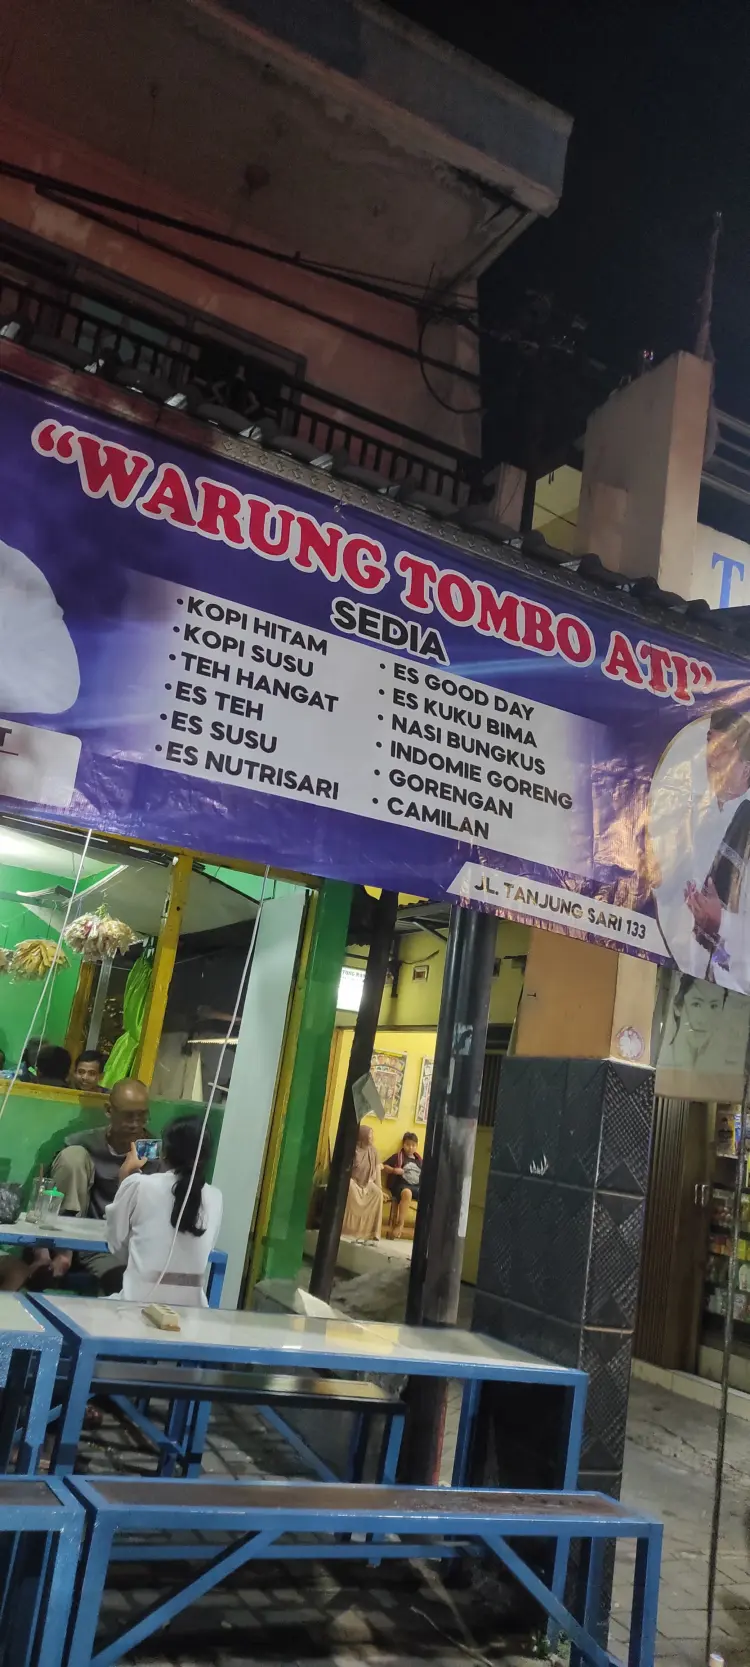 "WARUNG TOMBO ATI"
SEDIA
• KOPI HITAM
• KOPI SUSU
• TEH HANGAT
• ES TEH
• ES SUSU
• ES NUTRISARI
• ES GOOD DAY
• ES KUKU BIMA
• NASI BUNGKUS
• INDOMIE GORENG
• GORENGAN
• CAMILAN
JL. TANJUNG SARI 133
T
T